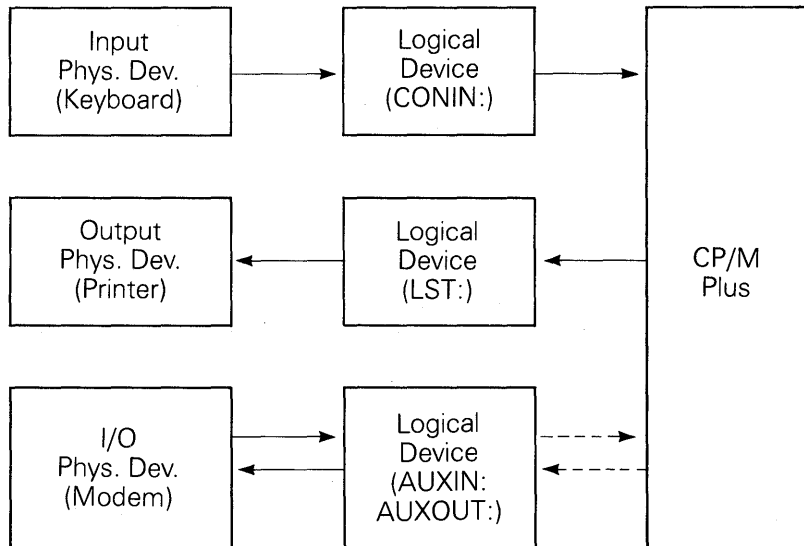 Input
Phys. Dev.
(Keyboard)
Logical
Device
(CONIN:)
Output
Phys. Dev.
(Printer)
Logical
Device
(LST:)
CP/M
Plus
I/O
Phys. Dev.
(Modem)
Logical
Device
(AUXIN:
AUXOUT:)